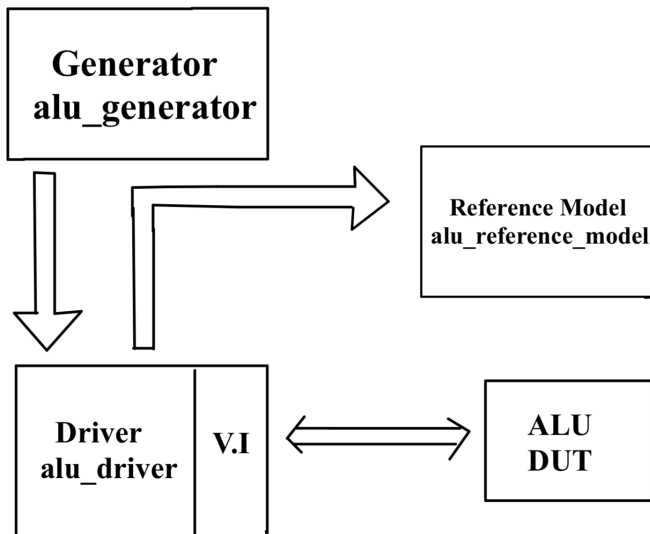 Generator
alu_generator
Reference Model
alu_reference_model
Driver
alu_driver
V.I
ALU
DUT